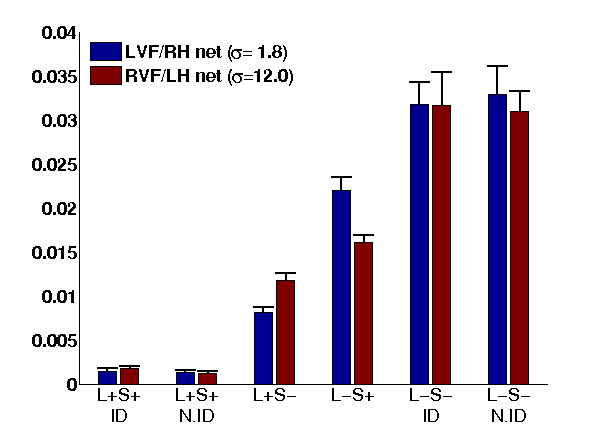 0.04
LVF/RH net (σ= 1.8)
0.035
RVF/LH net (σ=12.0)
0.03
0.025
0.02
0.015
0.01
0.005
0
L+S+ L+S+ L+S− L−S+ L−S− L−S−
ID N.ID ID N.ID